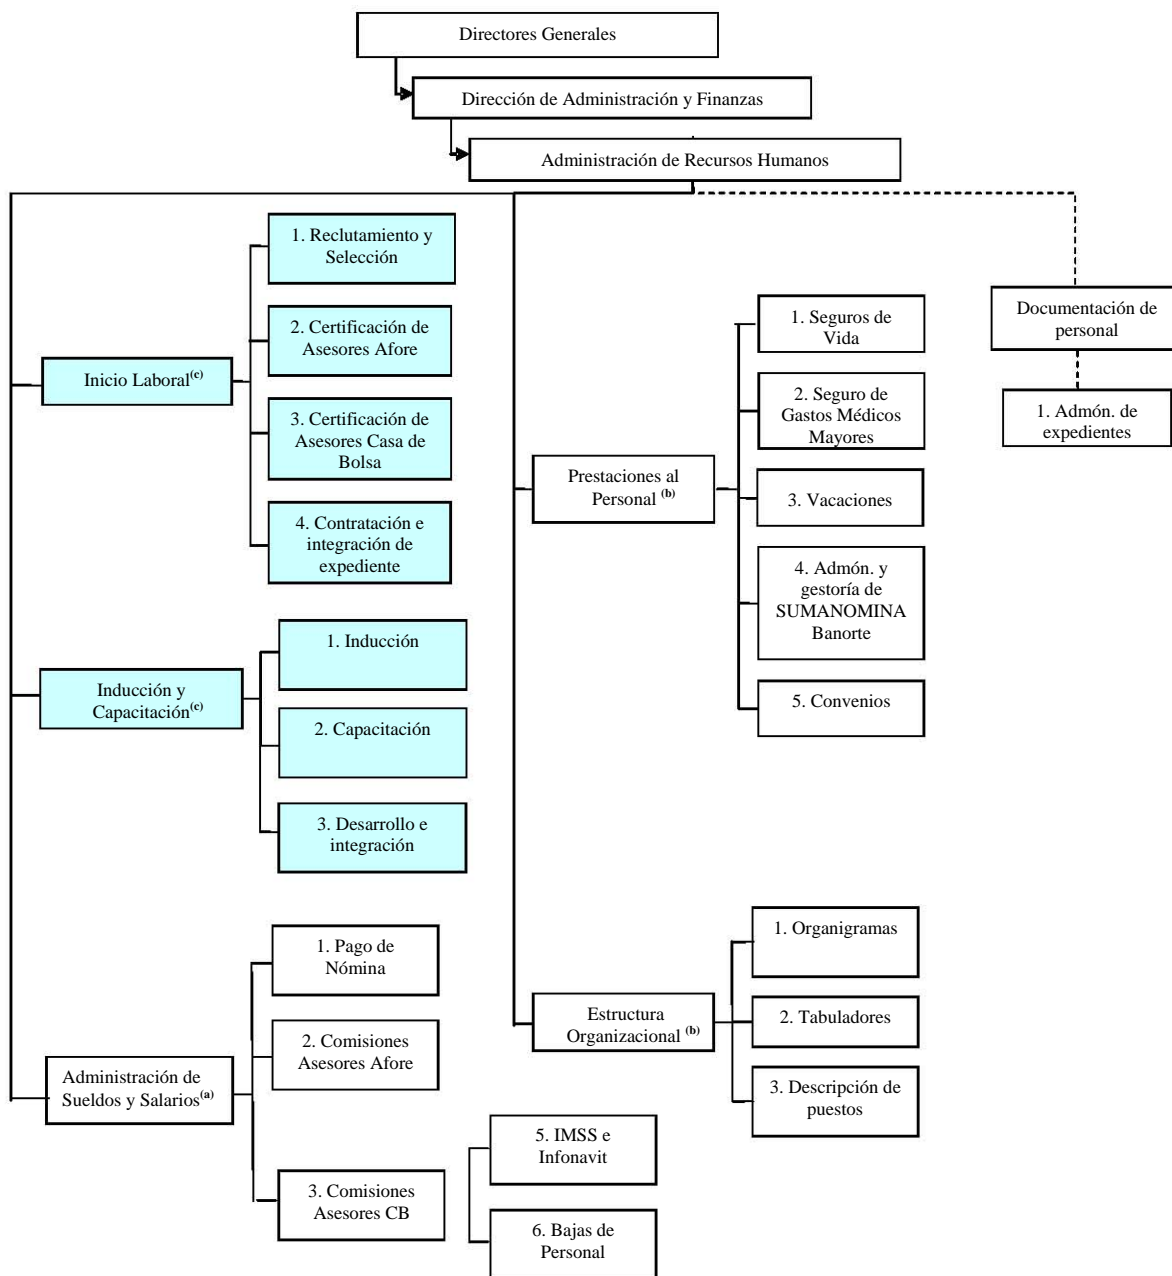 Directores Generales
Dirección de Administración y Finanzas
Administración de Recursos Humanos
Inicio Laboral(c)
1. Reclutamiento y
Selección
2. Certificación de
Asesores Afore
3. Certificación de
Asesores Casa de
Bolsa
4. Contratación e
integración de
expediente
Inducción y
Capacitación(c)
1. Inducción
2. Capacitación
3. Desarrollo e
integración
Administración de
Sueldos y Salarios(a)
1. Pago de
Nómina
2. Comisiones
Asesores Afore
3. Comisiones
Asesores CB
5. IMSS e
Infonavit
6. Bajas de
Personal
Prestaciones al
Personal (b)
1. Seguros de
Vida
2. Seguro de
Gastos Médicos
Mayores
3. Vacaciones
4. Admón. y
gestoría de
SUMANOMINA
Banorte
5. Convenios
Estructura
Organizacional (b)
1. Organigramas
2. Tabuladores
3. Descripción de
puestos
Documentación de
personal
1. Admón. de
expedientes